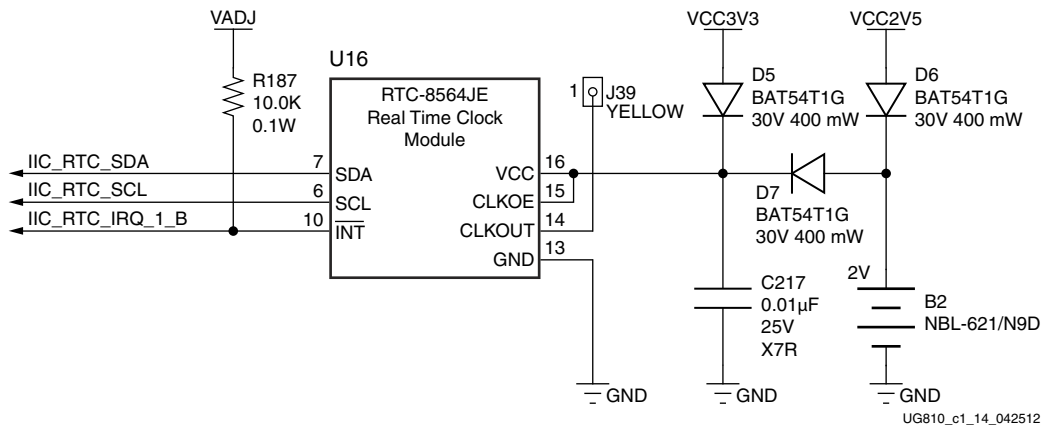 VADJ
R187
10.0K
0.1W
U16
RTC-8564JE
Real Time Clock
Module
1
J39
YELLOW
VCC3V3
D5
BAT54T1G
30V 400 mW
VCC2V5
D6
BAT54T1G
30V 400 mW
IIC_RTC_SDA
7
SDA
IIC_RTC_SCL
6
SCL
IIC_RTC_IRQ_1_B
10
INT
VCC
16
CLKOE
15
CLKOUT
14
GND
13
D7
BAT54T1G
30V 400 mW
C217
0.01µF
25V
X7R
2V
B2
NBL-621/N9D
GND
GND
GND
UG810_c1_14_042512